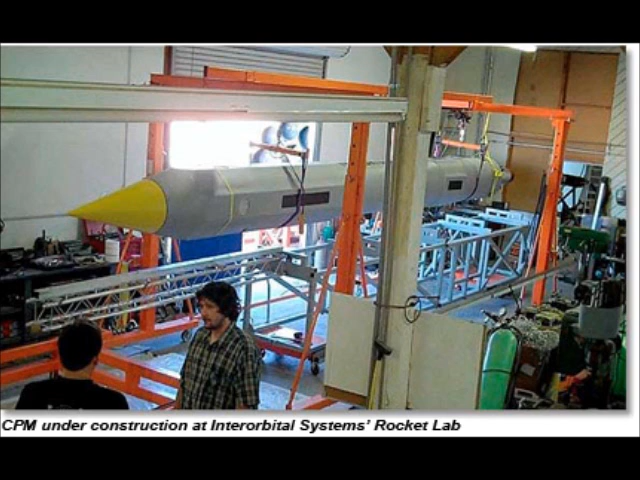 CPM under construction at Interorbital Systems' Rocket Lab